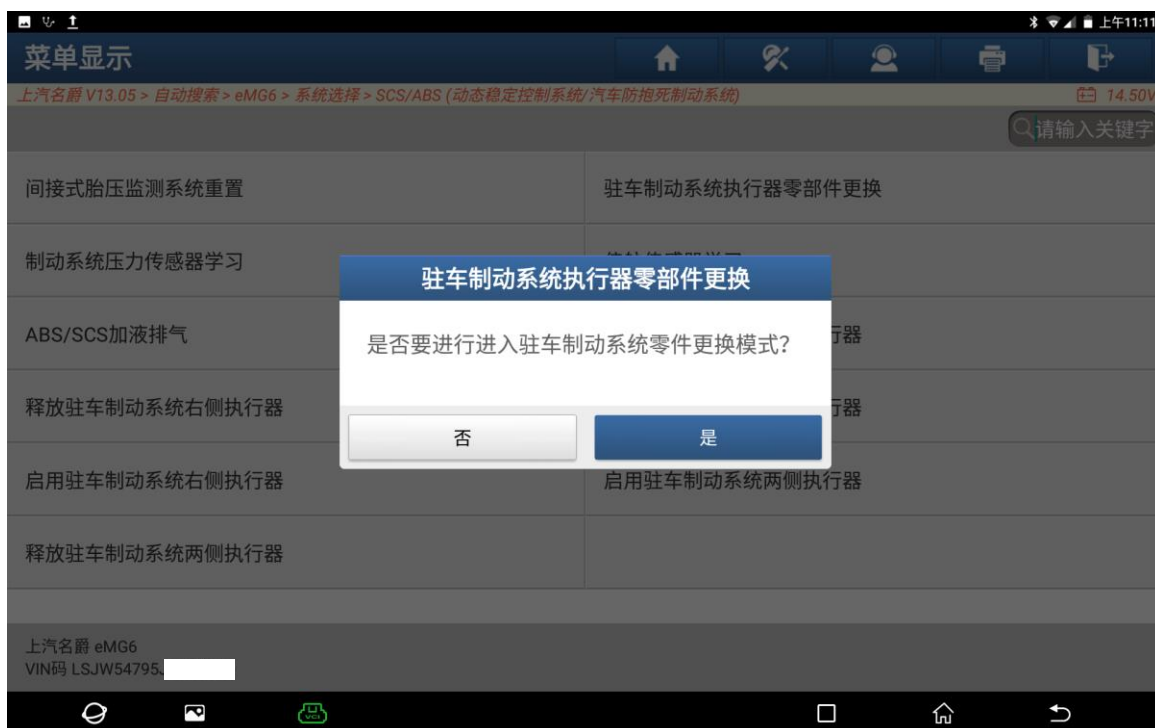 上午11:11
菜单显示
上汽名爵 V13.05 > 自动搜索 > eMG6 > 系统选择 > SCS/ABS (动态稳定控制系统/汽车防抱死制动系统)
14.50V
请输入关键字
间接式胎压监测系统重置
驻车制动系统执行器零部件更换
制动系统压力传感器学习
驻车制动系统执行器零部件更换
是否要进行进入驻车制动系统零件更换模式?
否
是
ABS/SCS加液排气
行器
释放驻车制动系统右侧执行器
行器
启用驻车制动系统右侧执行器
启用驻车制动系统两侧执行器
释放驻车制动系统两侧执行器
上汽名爵 eMG6
VIN码 LSJW54795J
VCI